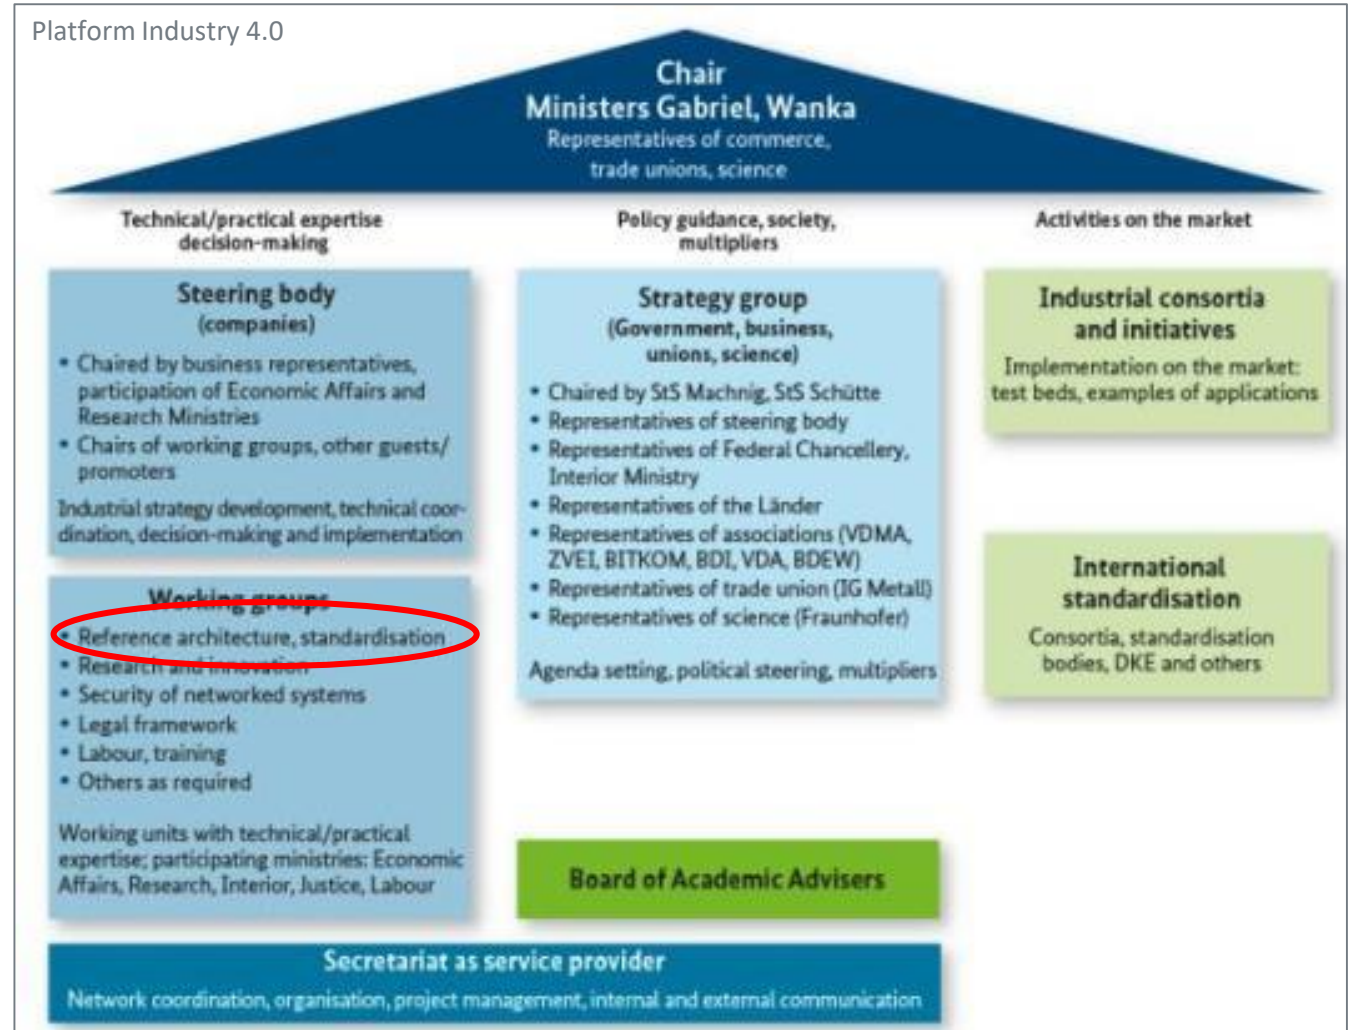 Platform Industry 4.0
Chair
Ministers Gabriel, Wanka
Representatives of commerce,
trade unions, science
Technical/practical expertise
decision-making
Steering body
(companies)
• Chaired by business representatives,
participation of Economic Affairs and
Research Ministries
• Chairs of working groups, other guests/
promoters
Industrial strategy development, technical coor-
dination, decision-making and implementation
Working groups
• Reference architecture, standardisation
• Research and innovation
• Security of networked systems
• Legal framework
• Labour, training
• Others as required
Working units with technical/practical
expertise; participating ministries: Economic
Affairs, Research, Interior, Justice, Labour
Policy guidance, society,
multipliers
Strategy group
(Government, business,
unions, science)
• Chaired by StS Machnig, StS Schütte
• Representatives of steering body
• Representatives of Federal Chancellery,
Interior Ministry
• Representatives of the Länder
• Representatives of associations (VDMA,
ZVEI, BITKOM, BDI, VDA, BDEW)
• Representatives of trade union (IG Metall)
• Representatives of science (Fraunhofer)
Agenda setting, political steering, multipliers
Board of Academic Advisers
Activities on the market
Industrial consortia
and initiatives
Implementation on the market:
test beds, examples of applications
International
standardisation
Consortia, standardisation
bodies, DKE and others
Secretariat as service provider
Network coordination, organisation, project management, internal and external communication